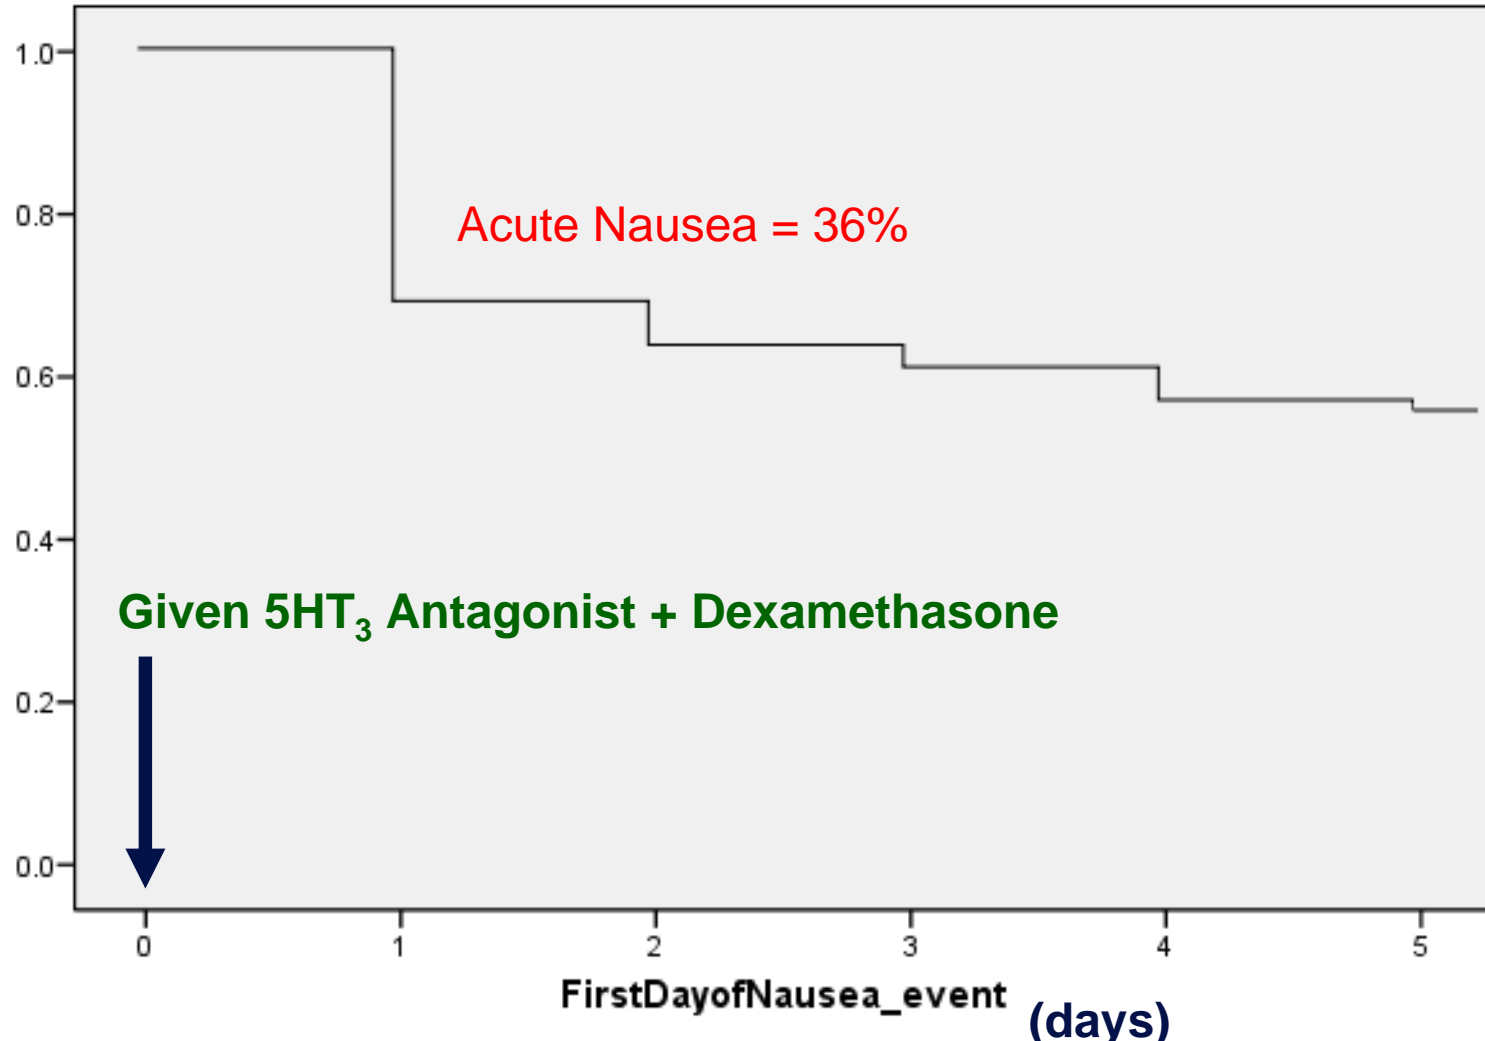 1.0
0.8
Acute Nausea = 36%
0.6
0.4
Given 5HT₃ Antagonist + Dexamethasone
0.2
0.0
0 1 2 3 4 5
FirstDayofNausea_event (days)